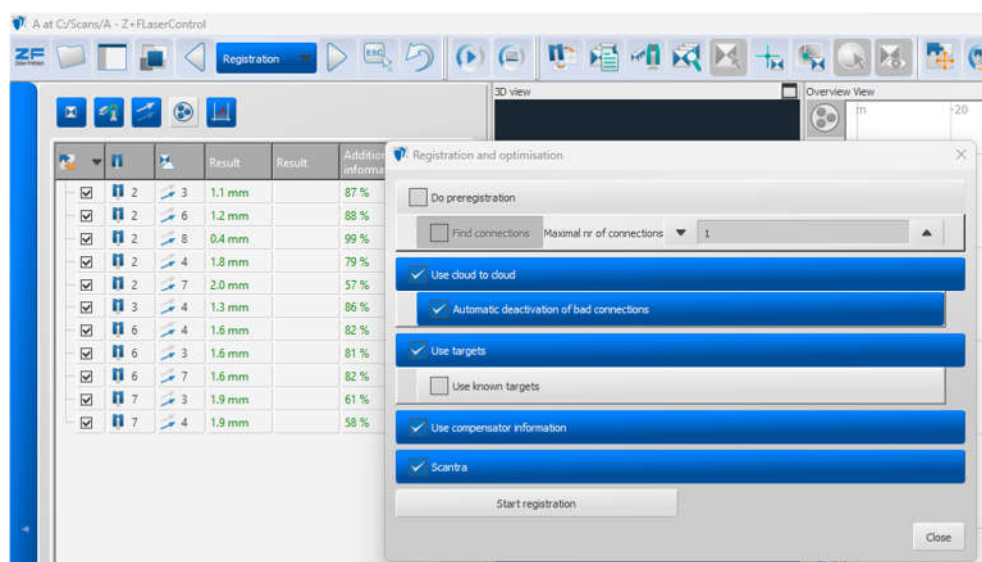 A at C:/Scans/A - Z+FLaserControl
ZF
Registration
ESC
3D view
Overview View
m
-20
Result
Result
Addition
informa
2 3 1.1 mm 87 %
2 6 1.2 mm 88 %
2 8 0.4 mm 99 %
2 4 1.8 mm 79 %
2 7 2.0 mm 57 %
3 4 1.3 mm 86 %
6 4 1.6 mm 82 %
6 3 1.6 mm 81 %
6 7 1.6 mm 82 %
7 3 1.9 mm 61 %
7 4 1.9 mm 58 %
Registration and optimisation
Do preregistration
Find connections Maximal nr of connections 1
Use cloud to cloud
Automatic deactivation of bad connections
Use targets
Use known targets
Use compensator information
Scantra
Start registration
Close